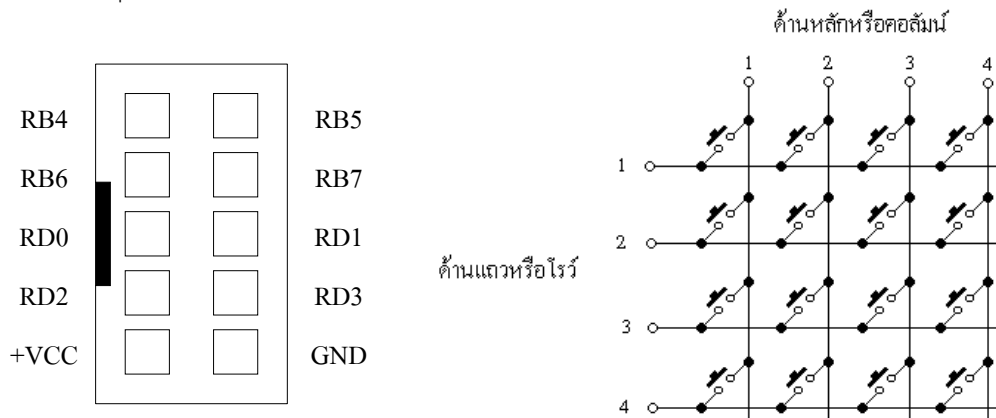 RB4 RB5
RB6 RB7
RD0 RD1
RD2 RD3
+VCC GND
ด้านหลักหรือคอลัมน์
1 2 3 4
1
2
ด้านแถวหรือโรว์
3
4